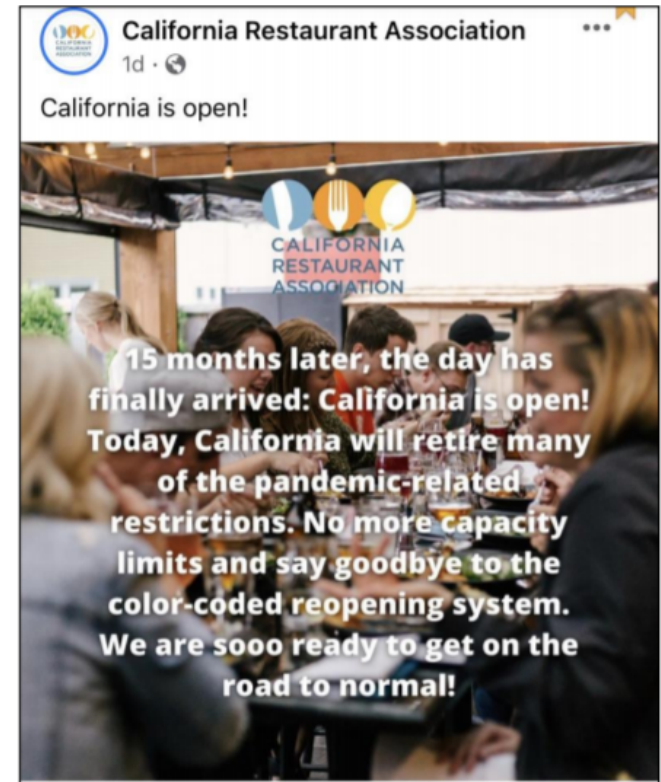 California Restaurant Association
1d
California is open!
CALIFORNIA
RESTAURANT
ASSOCIATION
15 months later, the day has
finally arrived: California is open!
Today, California will retire many
of the pandemic-related
restrictions. No more capacity
limits and say goodbye to the
color-coded reopening system.
We are sooo ready to get on the
road to normal!